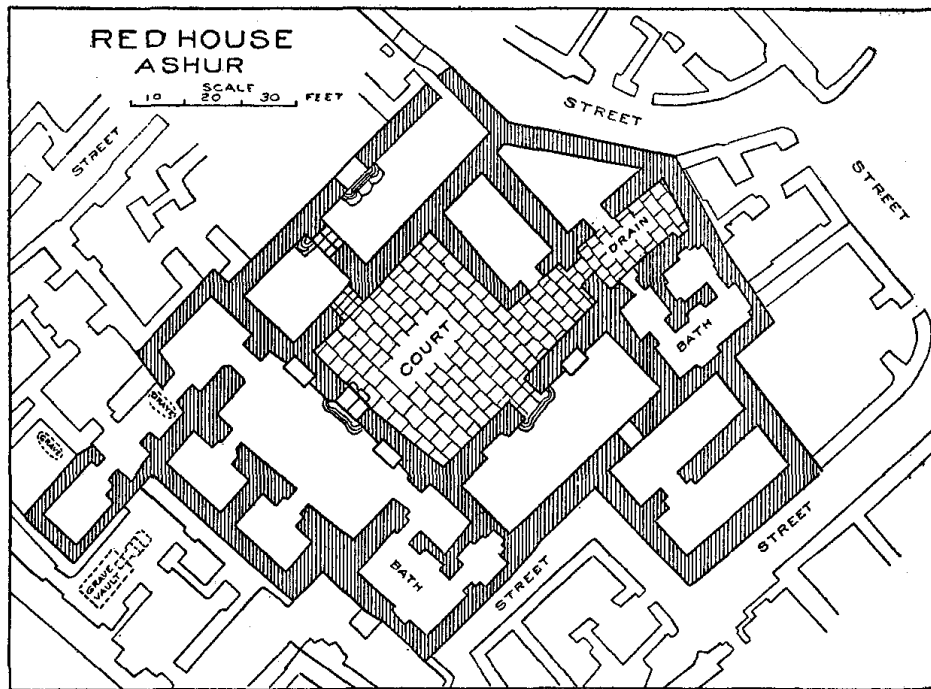 RED HOUSE
ASHUR
SCALE
10 20 30 FEET
STREET
STREET
STREET
DRAIN
COURT
BATH
GRAVE
GRAVE
GRAVE
VAULT
BATH
STREET
STREET